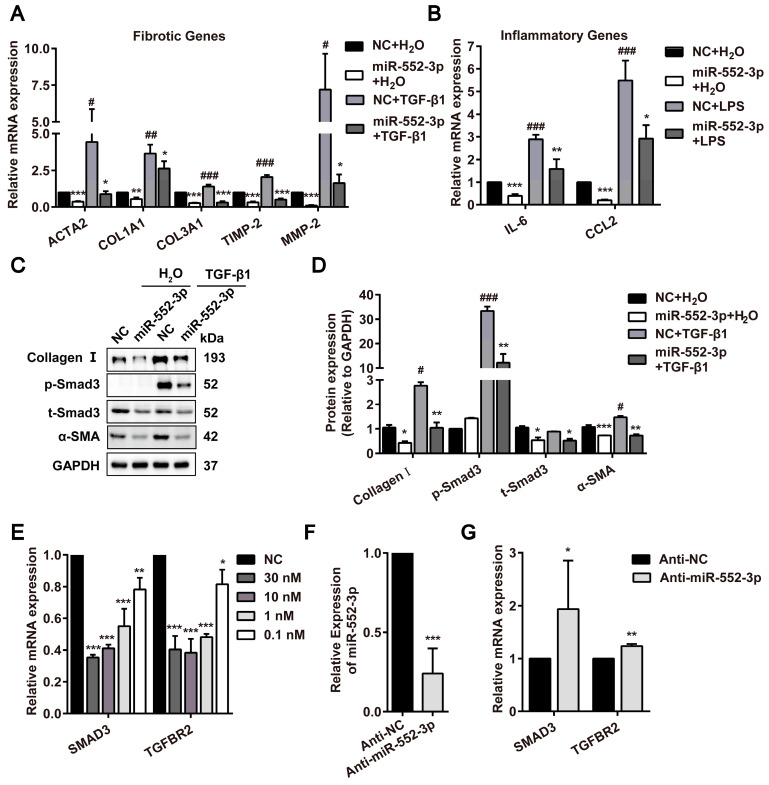 A
Fibrotic Genes
Relative mRNA expression
10.0
7.5
5.0
5.0
2.5
0.0
#
***
*
##
**
*
###
***
***
###
***
***
#
***
*
ACTA2
COL1A1
COL3A1
TIMP-2
MMP-2
NC+H2O
miR-552-3p
+H2O
NC+TGF-β1
miR-552-3p
+TGF-β1
B
Inflammatory Genes
Relative mRNA expression
7
6
5
4
3
2
1
0
***
###
**
***
###
*
IL-6
CCL2
NC+H2O
miR-552-3p
+H2O
NC+LPS
miR-552-3p
+LPS
C
H2O
TGF-β1
NC
miR-552-3p
NC
miR-552-3p
kDa
Collagen Ⅰ
193
p-Smad3
52
t-Smad3
52
α-SMA
42
GAPDH
37
D
Protein expression
(Relative to GAPDH)
40
30
20
10
3
2
1
0
*
#
**
###
**
*
*
***
#
**
Collagen Ⅰ
p-Smad3
t-Smad3
α-SMA
NC+H2O
miR-552-3p+H2O
NC+TGF-β1
miR-552-3p
+TGF-β1
E
Relative mRNA expression
1.0
0.8
0.6
0.4
0.2
0.0
***
***
***
**
***
***
***
*
SMAD3
TGFBR2
NC
30 nM
10 nM
1 nM
0.1 nM
F
Relative Expression
of miR-552-3p
1.0
0.5
0.0
***
Anti-NC
Anti-miR-552-3p
G
Relative mRNA expression
3
2
1
0
*
**
SMAD3
TGFBR2
Anti-NC
Anti-miR-552-3p